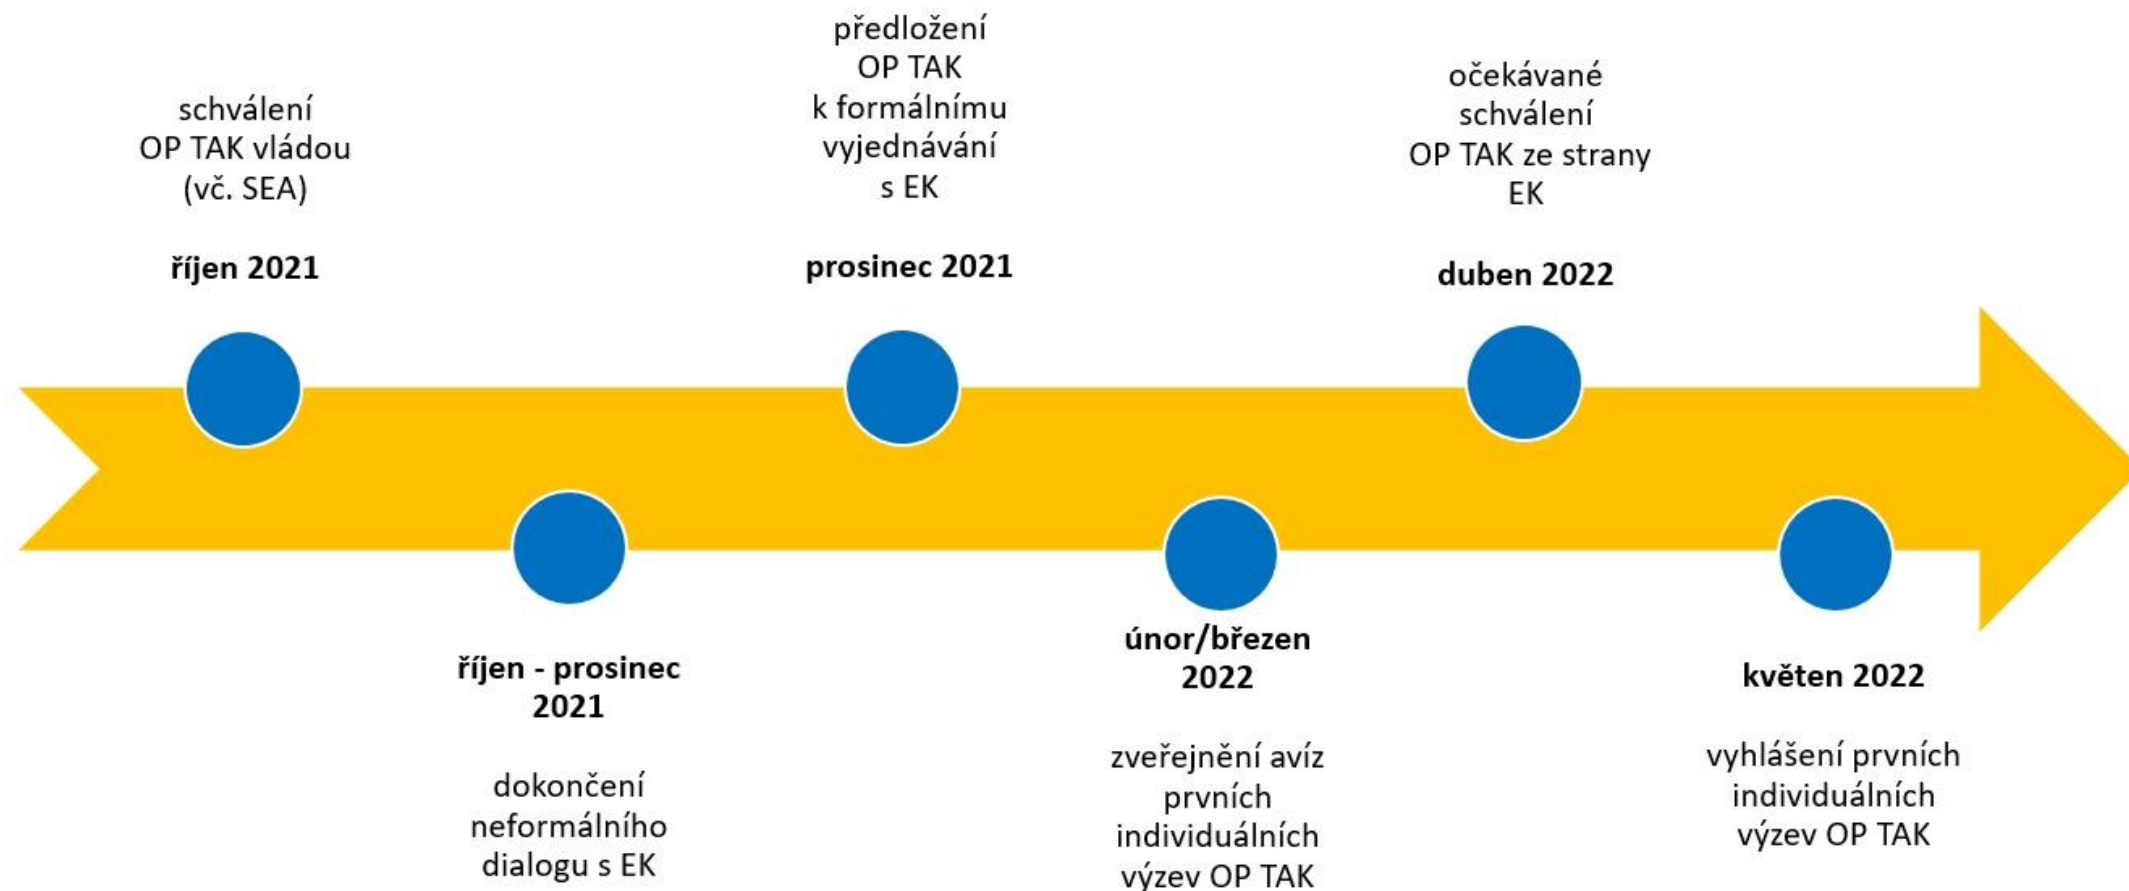 schválení
OP TAK vládou
(vč. SEA)
říjen 2021
říjen - prosinec
2021
dokončení
neformálního
dialogu s EK
předložení
OP TAK
k formálnímu
vyjednávání
s EK
prosinec 2021
únor/březen
2022
zveřejnění avíz
prvních
individuálních
výzev OP TAK
očekávané
schválení
OP TAK ze strany
EK
duben 2022
květen 2022
vyhlášení prvních
individuálních
výzev OP TAK